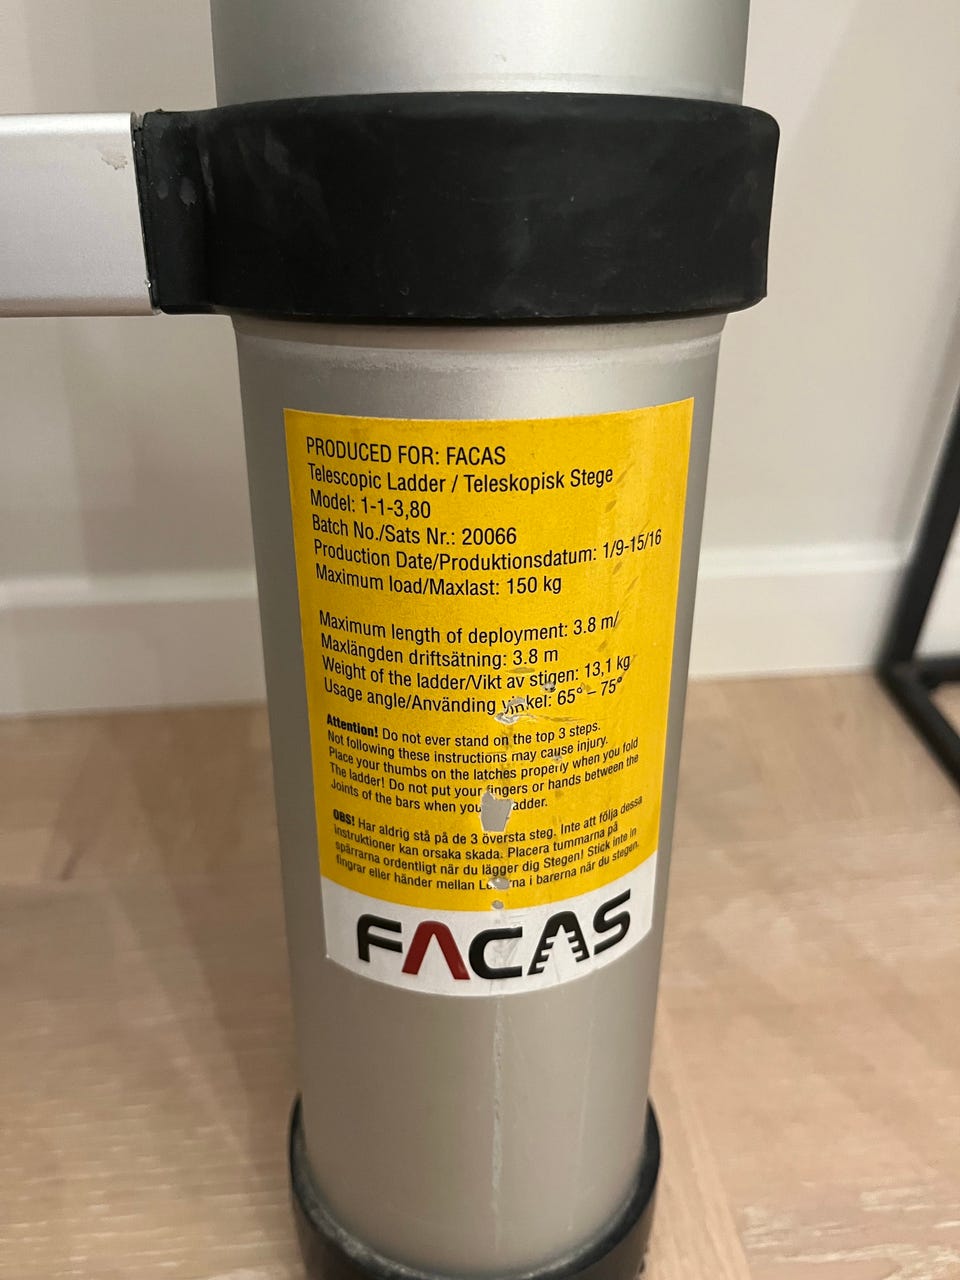 PRODUCED FOR: FACAS
Telescopic Ladder / Teleskopisk Stege
Model: 1-1-3,80
Batch No./Sats Nr.: 20066
Production Date/Produktionsdatum: 1/9-15/16
Maximum load/Maxlast: 150 kg
Maximum length of deployment: 3.8 m/
Maxlängden driftsätning: 3.8 m
Weight of the ladder/Vikt av stigen: 13,1 kg
Usage angle/Använding vinkel: 65° – 75°
Attention! Do not ever stand on the top 3 steps.
Not following these instructions may cause injury.
Place your thumbs on the latches properly when you fold
The ladder! Do not put your fingers or hands between the
Joints of the bars when you ladder.
OBS! Har aldrig stå på de 3 översta steg. Inte att följa dessa
instruktioner kan orsaka skada. Placera tummarna på
spärrarna ordentligt när du lägger dig Stegen! Stick inte in
fingrar eller händer mellan i barerna när du stegen.
FACAS